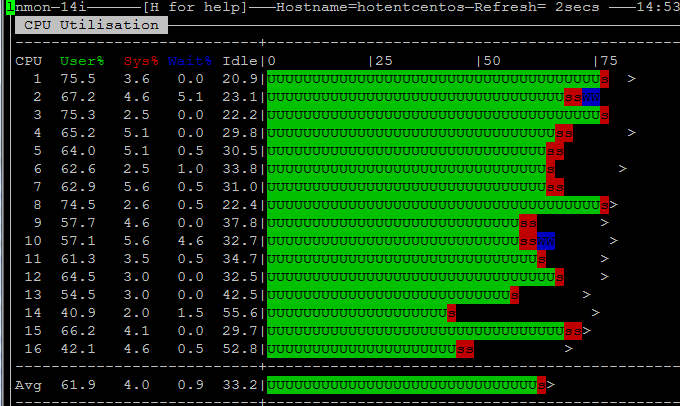 lnmon─14i──────[H for help]───Hostname=hotentcentos─Refresh= 2secs ───14:53
CPU Utilisation
CPU User% Sys% Wait% Idle|0 |25 |50 |75
1 75.5 3.6 0.0 20.9|UUUUUUUUUUUUUUUUUUUUUUUUUUUUUUUUUUUUUs >
2 67.2 4.6 5.1 23.1|UUUUUUUUUUUUUUUUUUUUUUUUUUUUUUUUUssWW
3 75.3 2.5 0.0 22.2|UUUUUUUUUUUUUUUUUUUUUUUUUUUUUUUUUUUUUs
4 65.2 5.1 0.0 29.8|UUUUUUUUUUUUUUUUUUUUUUUUUUUUUUUUss >
5 64.0 5.1 0.5 30.5|UUUUUUUUUUUUUUUUUUUUUUUUUUUUUUUss >
6 62.6 2.5 1.0 33.8|UUUUUUUUUUUUUUUUUUUUUUUUUUUUUUUs >
7 62.9 5.6 0.5 31.0|UUUUUUUUUUUUUUUUUUUUUUUUUUUUUUUss >
8 74.5 2.6 0.5 22.4|UUUUUUUUUUUUUUUUUUUUUUUUUUUUUUUUUUUUUs>
9 57.7 4.6 0.0 37.8|UUUUUUUUUUUUUUUUUUUUUUUUUUUUss >
10 57.1 5.6 4.6 32.7|UUUUUUUUUUUUUUUUUUUUUUUUUUUUssWW >
11 61.3 3.5 0.5 34.7|UUUUUUUUUUUUUUUUUUUUUUUUUUUUUUs >
12 64.5 3.0 0.0 32.5|UUUUUUUUUUUUUUUUUUUUUUUUUUUUUUUUs >
13 54.5 3.0 0.0 42.5|UUUUUUUUUUUUUUUUUUUUUUUUUUUs >
14 40.9 2.0 1.5 55.6|UUUUUUUUUUUUUUUUUUUUs >
15 66.2 4.1 0.0 29.7|UUUUUUUUUUUUUUUUUUUUUUUUUUUUUUUUUss>
16 42.1 4.6 0.5 52.8|UUUUUUUUUUUUUUUUUUUUUss >
Avg 61.9 4.0 0.9 33.2|UUUUUUUUUUUUUUUUUUUUUUUUUUUUUUs>